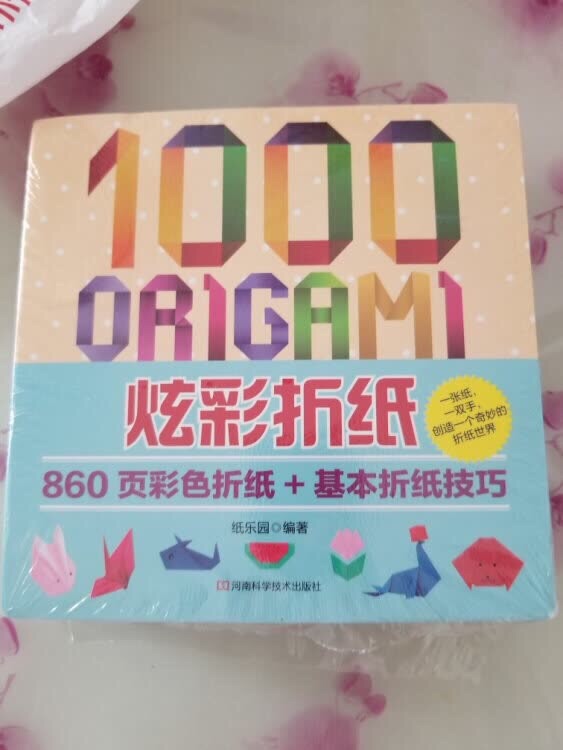 1000
ORIGAMI
炫彩折纸
一张纸，
一双手，
创造一个奇妙的
折纸世界
860 页彩色折纸 + 基本折纸技巧
纸乐园◎编著
河南科学技术出版社